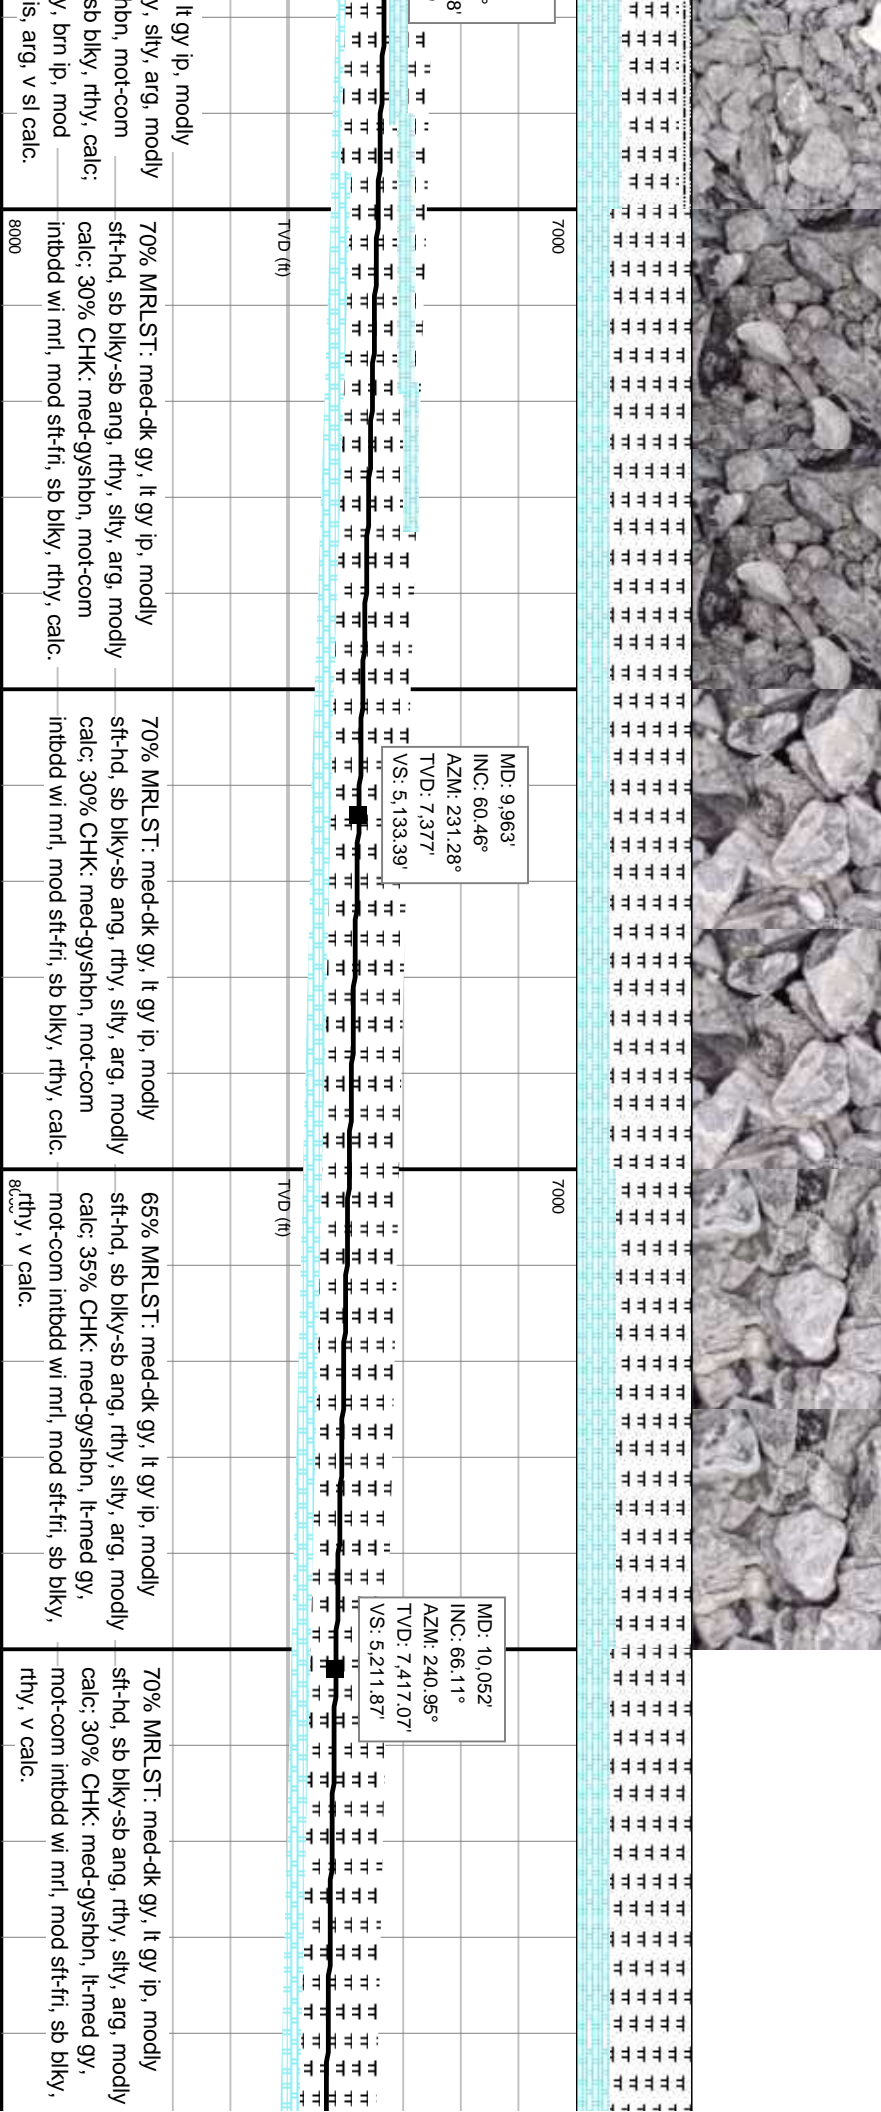 lt gy ip, modly
y, slty, arg, modly
hbn, mot-com
sb blky, rthy, calc;
y, brn ip, mod
is, arg, v sl calc.
8'
7000
TVD (ft)
8000
70% MRLST: med-dk gy, lt gy ip, modly
sft-hd, sb blky-sb ang, rthy, slty, arg, modly
calc; 30% CHK: med-gyshbn, mot-com
intbdd wi mrl, mod sft-fri, sb blky, rthy, calc.
MD: 9,963'
INC: 60.46°
AZM: 231.28°
TVD: 7,377'
VS: 5,133.39'
70% MRLST: med-dk gy, lt gy ip, modly
sft-hd, sb blky-sb ang, rthy, slty, arg, modly
calc; 30% CHK: med-gyshbn, mot-com
intbdd wi mrl, mod sft-fri, sb blky, rthy, calc.
7000
TVD (ft)
65% MRLST: med-dk gy, lt gy ip, modly
sft-hd, sb blky-sb ang, rthy, slty, arg, modly
calc; 35% CHK: med-gyshbn, lt-med gy,
mot-com intbdd wi mrl, mod sft-fri, sb blky,
rthy, v calc.
MD: 10,052'
INC: 66.11°
AZM: 240.95°
TVD: 7,417.07'
VS: 5,211.87'
70% MRLST: med-dk gy, lt gy ip, modly
sft-hd, sb blky-sb ang, rthy, slty, arg, modly
calc; 30% CHK: med-gyshbn, lt-med gy,
mot-com intbdd wi mrl, mod sft-fri, sb blky,
rthy, v calc.